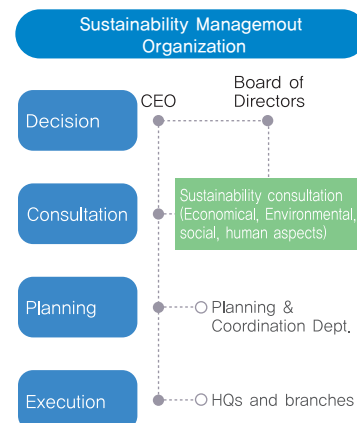 Sustainability Managemout
Organization
Board of
Directors
CEO
Decision
Sustainability consultation
(Economical, Environmental,
social, human aspects)
Consultation
Planning
Planning &
Coordination Dept.
Execution
HQs and branches